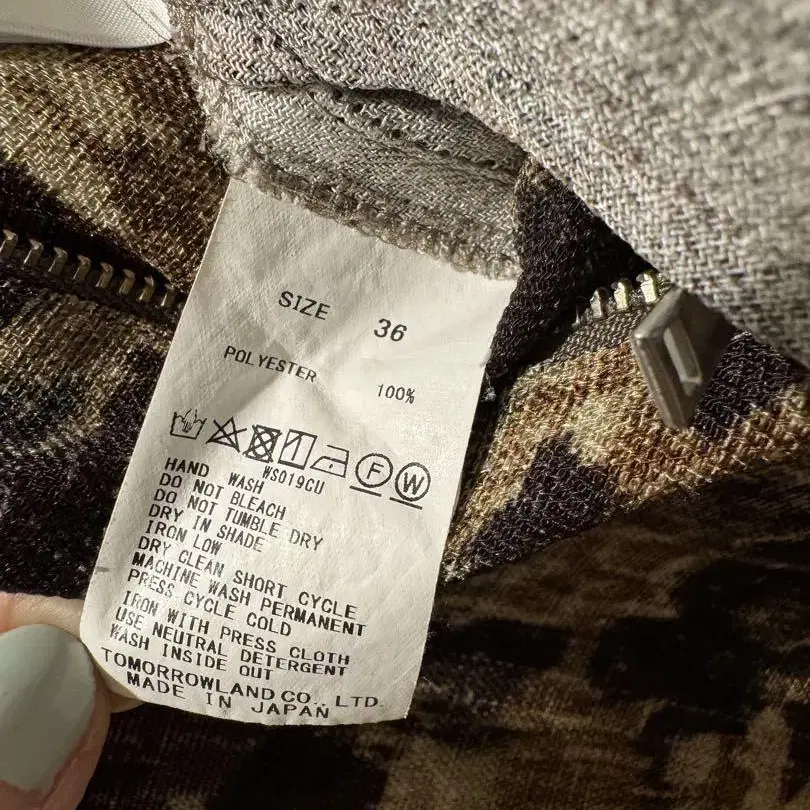 SIZE 36
POLYESTER 100%
F W
WS019CU
HAND WASH
DO NOT BLEACH
DO NOT TUMBLE DRY
DRY IN SHADE
IRON LOW
DRY CLEAN SHORT CYCLE
MACHINE WASH PERMANENT
PRESS CYCLE COLD
IRON WITH PRESS CLOTH
USE NEUTRAL DETERGENT
WASH INSIDE OUT
TOMORROWLAND CO., LTD.
MADE IN JAPAN